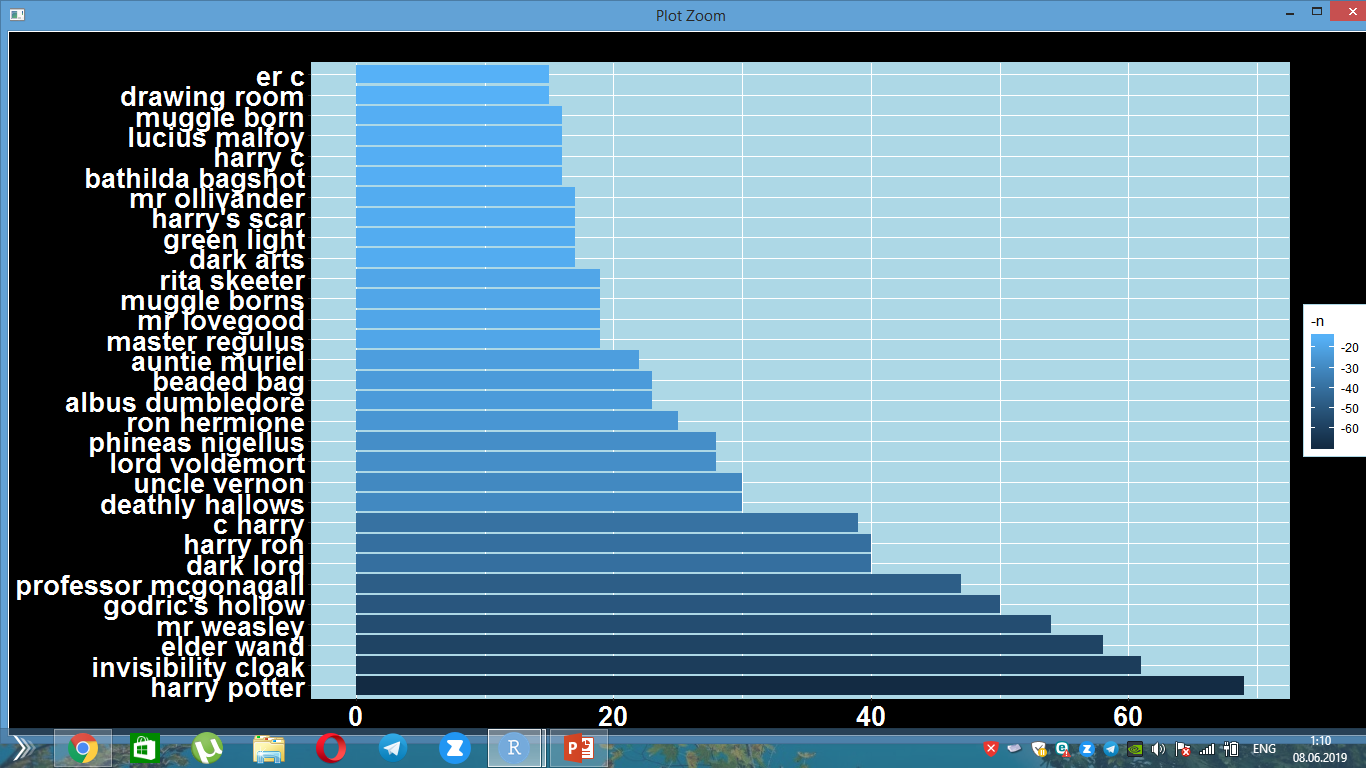 Plot Zoom
er c
drawing room
muggle born
lucius malfoy
harry c
bathilda bagshot
mr ollivander
harry's scar
green light
dark arts
rita skeeter
muggle borns
mr lovegood
master regulus
auntie muriel
beaded bag
albus dumbledore
ron hermione
phineas nigellus
lord voldemort
uncle vernon
deathly hallows
c harry
harry ron
dark lord
professor mcgonagall
godric's hollow
mr weasley
elder wand
invisibility cloak
harry potter
0 20 40 60
-n
-20
-30
-40
-50
-60
R
P
ENG
1:10
08.06.2019